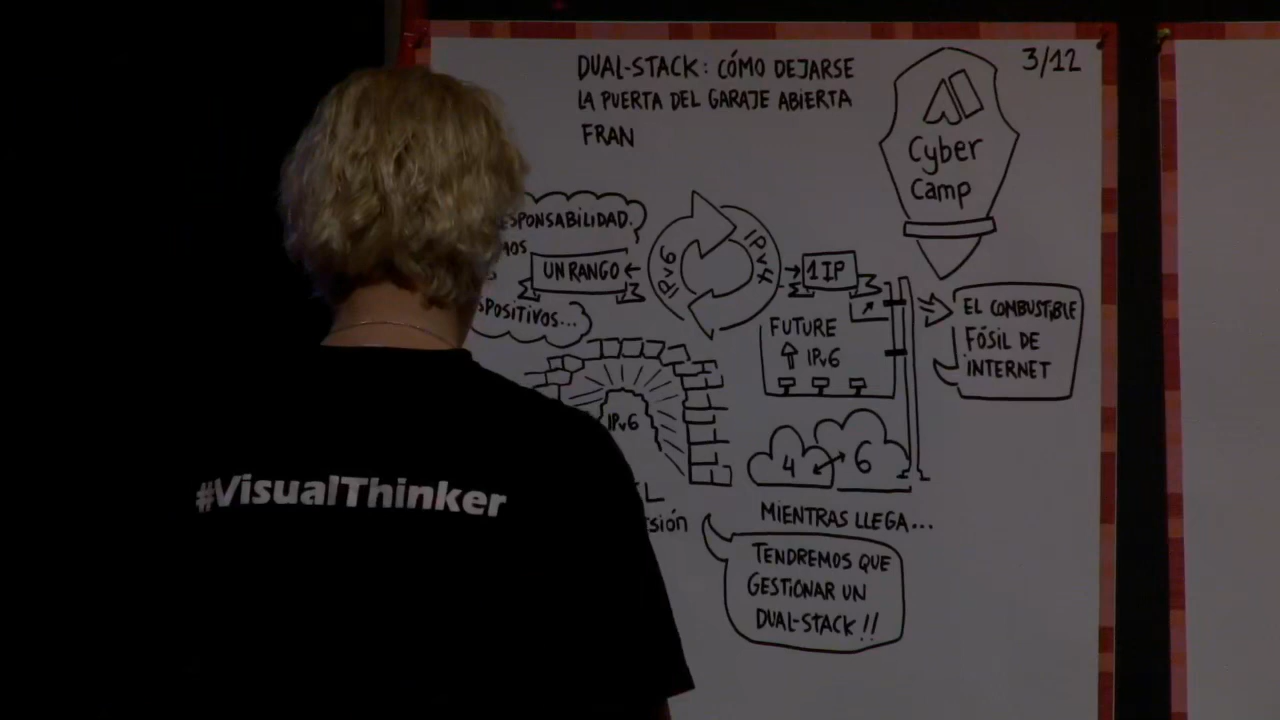 DUAL-STACK: CÓMO DEJARSE
LA PUERTA DEL GARAJE ABIERTA
FRAN
3/12
Cyber
Camp
UN RANGO
IPv6
IPv4
1 IP
FUTURE
IPv6
EL COMBUSTIBLE
FÓSIL DE
INTERNET
IPv6
4
6
MIENTRAS LLEGA...
TENDREMOS QUE
GESTIONAR UN
DUAL-STACK!!
#VisualThinker